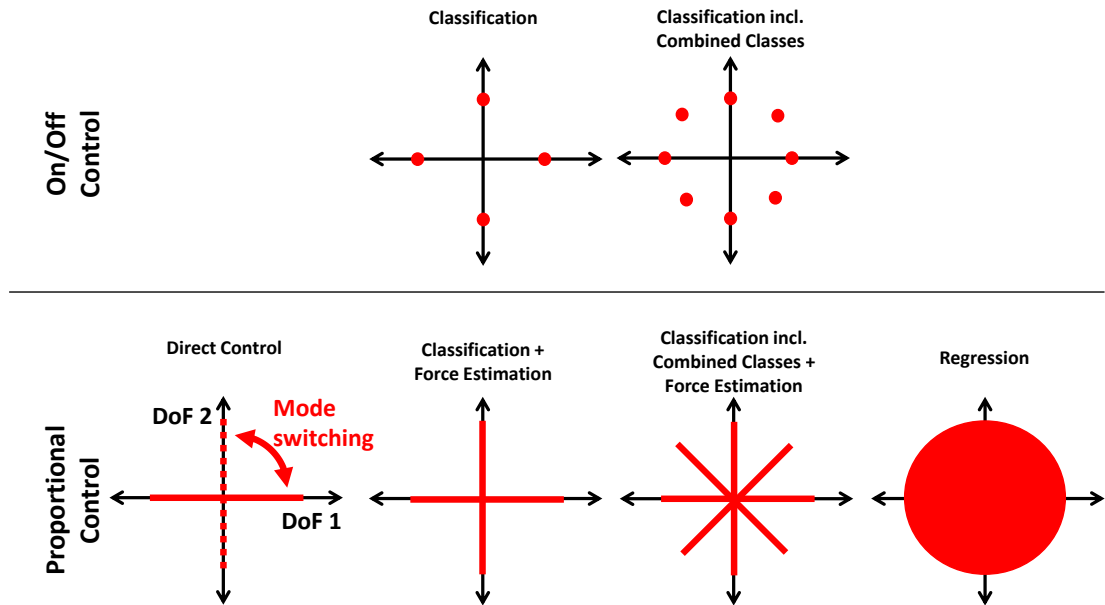 On/Off
Control
Classification
Classification incl.
Combined Classes
Proportional
Control
Direct Control
DoF 2
Mode
switching
DoF 1
Classification +
Force Estimation
Classification incl.
Combined Classes +
Force Estimation
Regression